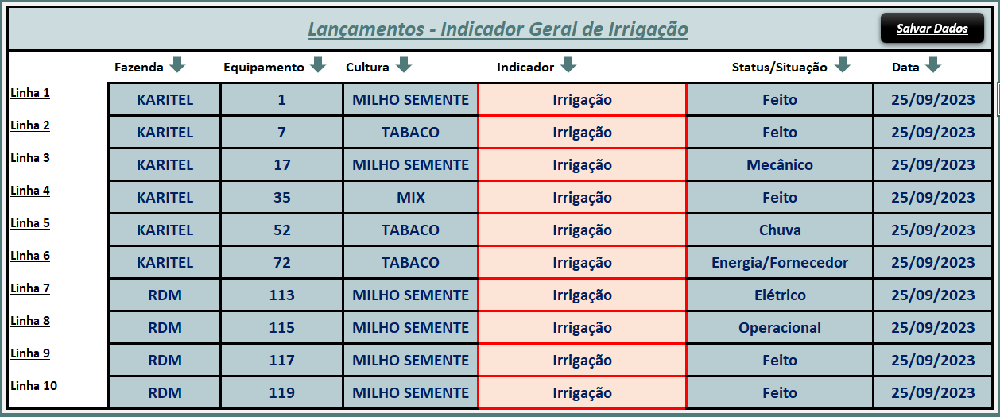 Lançamentos - Indicador Geral de Irrigação
Salvar Dados
Fazenda Equipamento Cultura Indicador Status/Situação Data
Linha 1 KARITEL 1 MILHO SEMENTE Irrigação Feito 25/09/2023
Linha 2 KARITEL 7 TABACO Irrigação Feito 25/09/2023
Linha 3 KARITEL 17 MILHO SEMENTE Irrigação Mecânico 25/09/2023
Linha 4 KARITEL 35 MIX Irrigação Feito 25/09/2023
Linha 5 KARITEL 52 TABACO Irrigação Chuva 25/09/2023
Linha 6 KARITEL 72 TABACO Irrigação Energia/Fornecedor 25/09/2023
Linha 7 RDM 113 MILHO SEMENTE Irrigação Elétrico 25/09/2023
Linha 8 RDM 115 MILHO SEMENTE Irrigação Operacional 25/09/2023
Linha 9 RDM 117 MILHO SEMENTE Irrigação Feito 25/09/2023
Linha 10 RDM 119 MILHO SEMENTE Irrigação Feito 25/09/2023